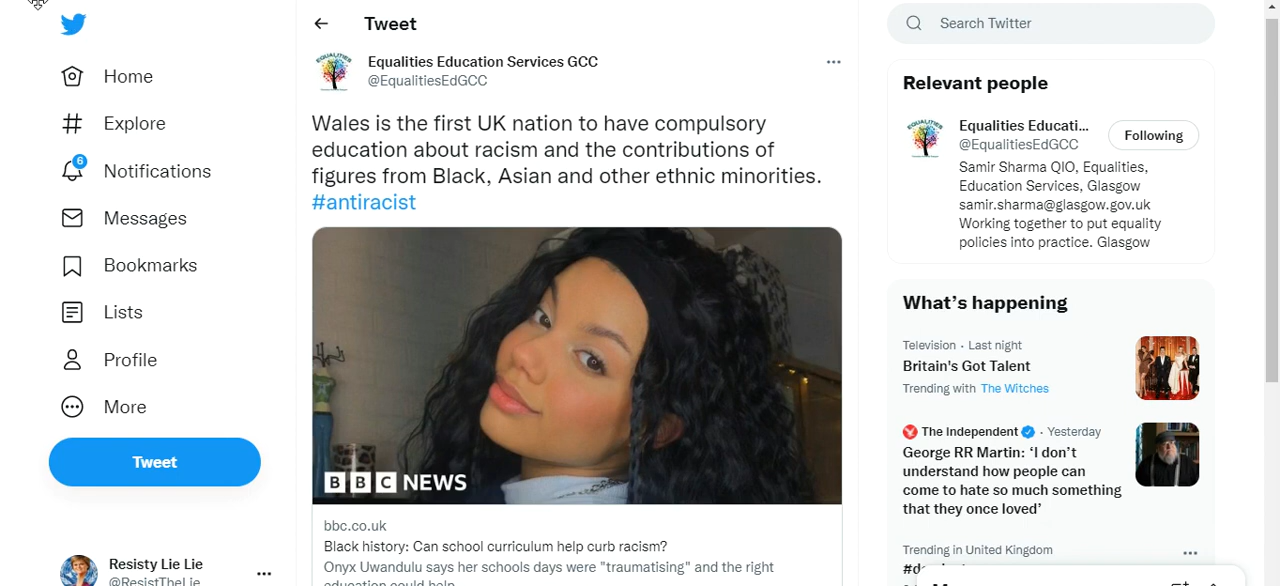 Home
Explore
6
Notifications
Messages
Bookmarks
Lists
Profile
More
Tweet
Resisty Lie Lie
@ResistTheLie
Tweet
EQUALITIES
Equalities Education Services GCC
@EqualitiesEdGCC
Wales is the first UK nation to have compulsory
education about racism and the contributions of
figures from Black, Asian and other ethnic minorities.
#antiracist
BBC NEWS
bbc.co.uk
Black history: Can school curriculum help curb racism?
Onyx Uwandulu says her schools days were "traumatising" and the right
education could help
Search Twitter
Relevant people
EQUALITIES
Equalities Educati...
@EqualitiesEdGCC
Following
Samir Sharma QIO, Equalities,
Education Services, Glasgow
samir.sharma@glasgow.gov.uk
Working together to put equality
policies into practice. Glasgow
What's happening
Television · Last night
Britain's Got Talent
Trending with The Witches
The Independent · Yesterday
George RR Martin: 'I don't
understand how people can
come to hate so much something
that they once loved'
Trending in United Kingdom